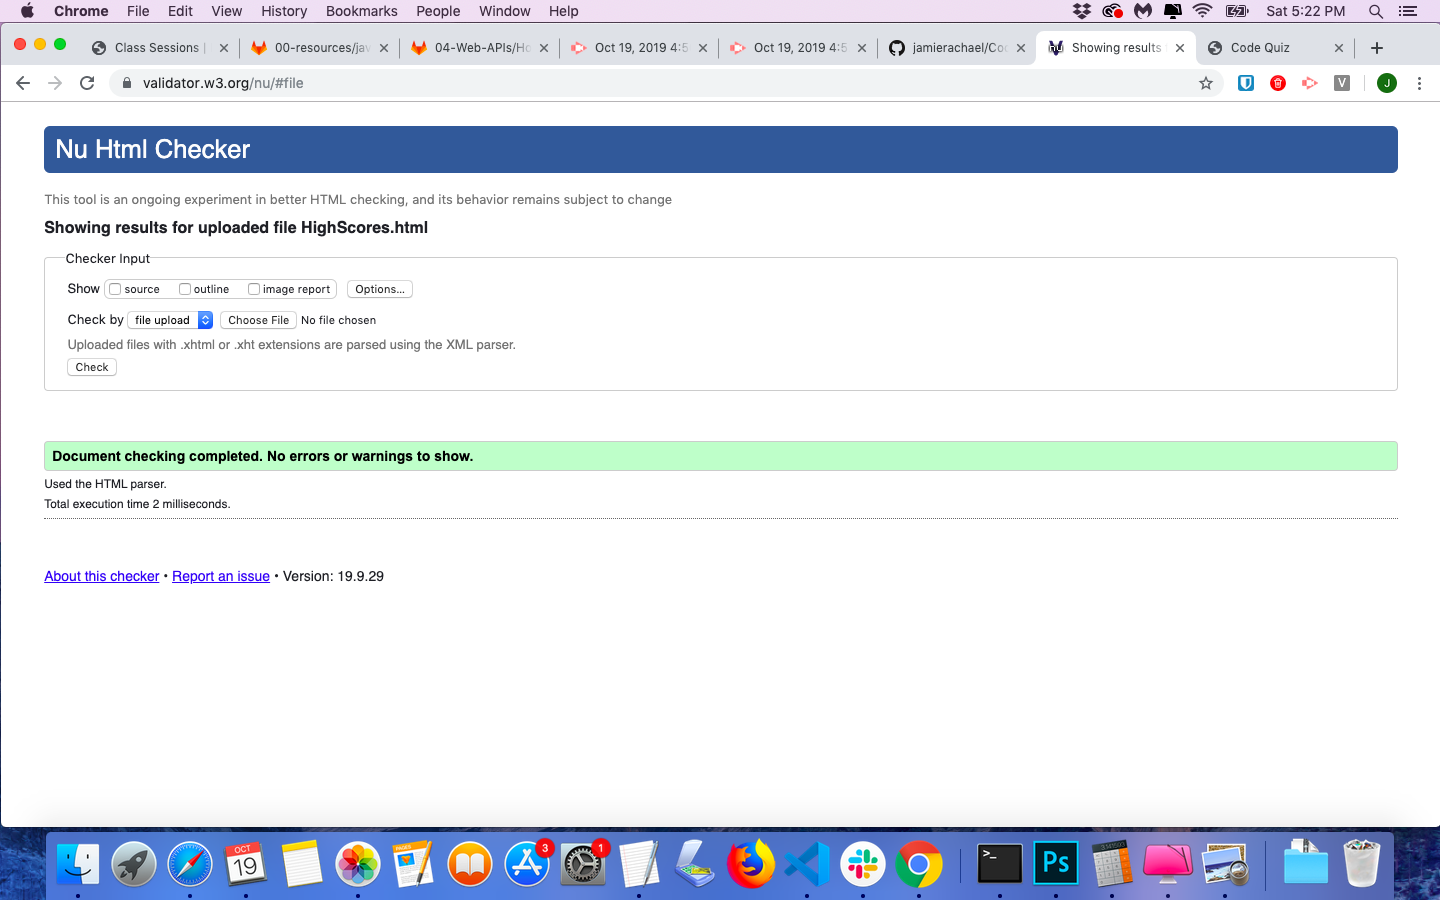 Chrome File Edit View History Bookmarks People Window Help Sat 5:22 PM
Class Sessions | 00-resources/jav 04-Web-APIs/Ho Oct 19, 2019 4:5 Oct 19, 2019 4:5 jamierachael/Coc Showing results Code Quiz
validator.w3.org/nu/#file V J
Nu Html Checker
This tool is an ongoing experiment in better HTML checking, and its behavior remains subject to change
Showing results for uploaded file HighScores.html
Checker Input
Show source outline image report Options...
Check by file upload Choose File No file chosen
Uploaded files with .xhtml or .xht extensions are parsed using the XML parser.
Check
Document checking completed. No errors or warnings to show.
Used the HTML parser.
Total execution time 2 milliseconds.
About this checker • Report an issue • Version: 19.9.29
OCT
19
PAGES
3
1
>_
Ps